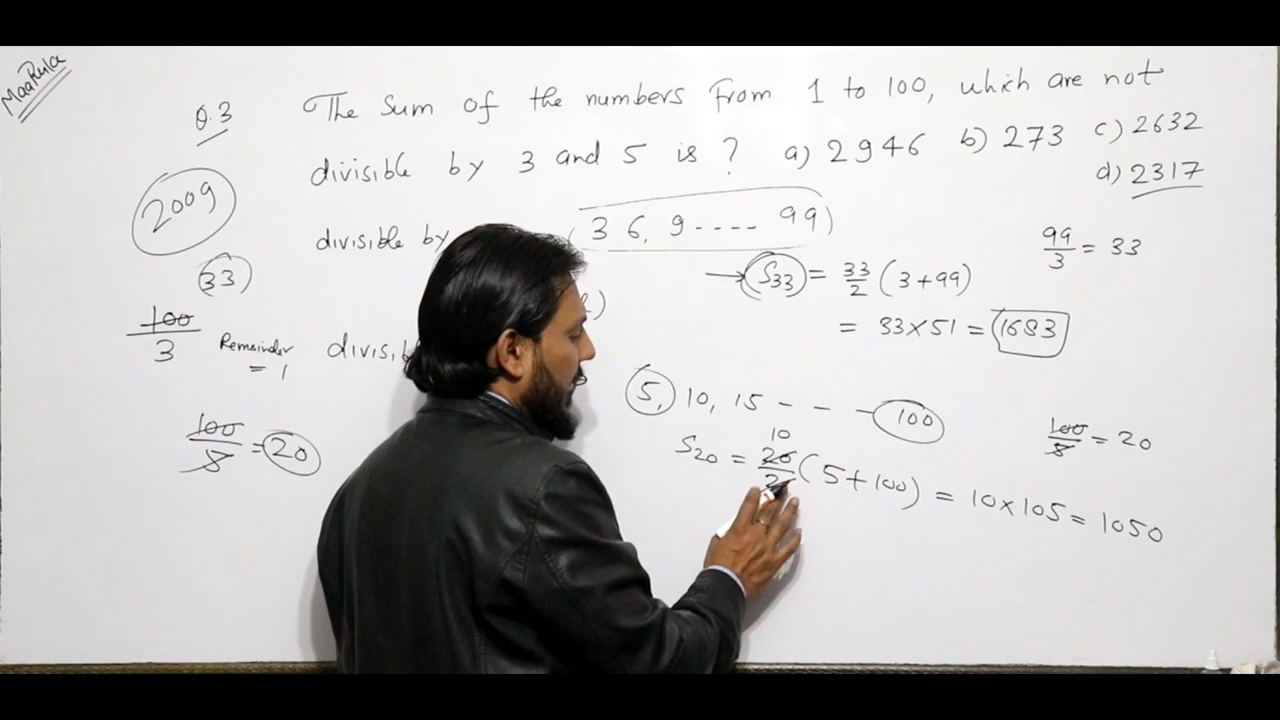 MaaRula
Q.3 The sum of the numbers from 1 to 100, which are not
divisible by 3 and 5 is ? a) 2946 b) 273 c) 2632
d) 2317
2009
divisible by (3 6, 9 ---- 99)
99/3 = 33
33
→ S33 = 33/2 (3+99)
= 33×51 = 1683
100/3 Remainder = 1
5, 10, 15 - - - 100
100/5 = 20
100/5 = 20
10
S20 = 20/2 (5+100) = 10×105 = 1050